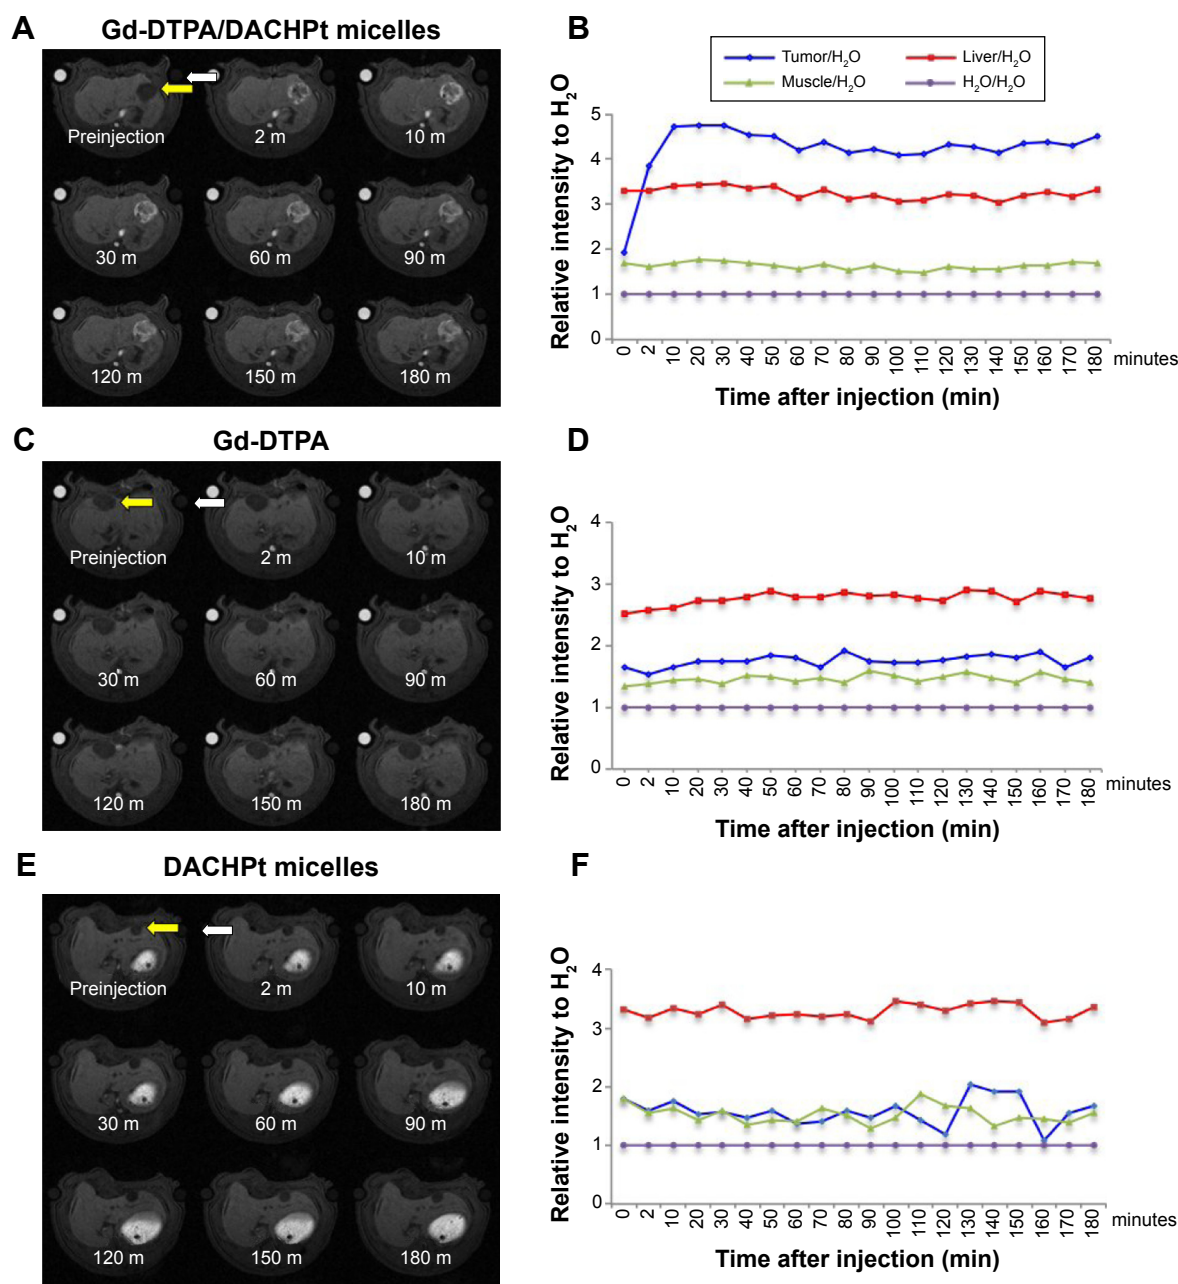 A
Gd-DTPA/DACHPt micelles
Preinjection
2 m
10 m
30 m
60 m
90 m
120 m
150 m
180 m
B
Tumor/H₂O
Liver/H₂O
Muscle/H₂O
H₂O/H₂O
Relative intensity to H₂O
5
4
3
2
1
0
0 2 10 20 30 40 50 60 70 80 90 100 110 120 130 140 150 160 170 180
minutes
Time after injection (min)
C
Gd-DTPA
Preinjection
2 m
10 m
30 m
60 m
90 m
120 m
150 m
180 m
D
Relative intensity to H₂O
4
3
2
1
0
0 2 10 20 30 40 50 60 70 80 90 100 110 120 130 140 150 160 170 180
minutes
Time after injection (min)
E
DACHPt micelles
Preinjection
2 m
10 m
30 m
60 m
90 m
120 m
150 m
180 m
F
Relative intensity to H₂O
4
3
2
1
0
0 2 10 20 30 40 50 60 70 80 90 100 110 120 130 140 150 160 170 180
minutes
Time after injection (min)